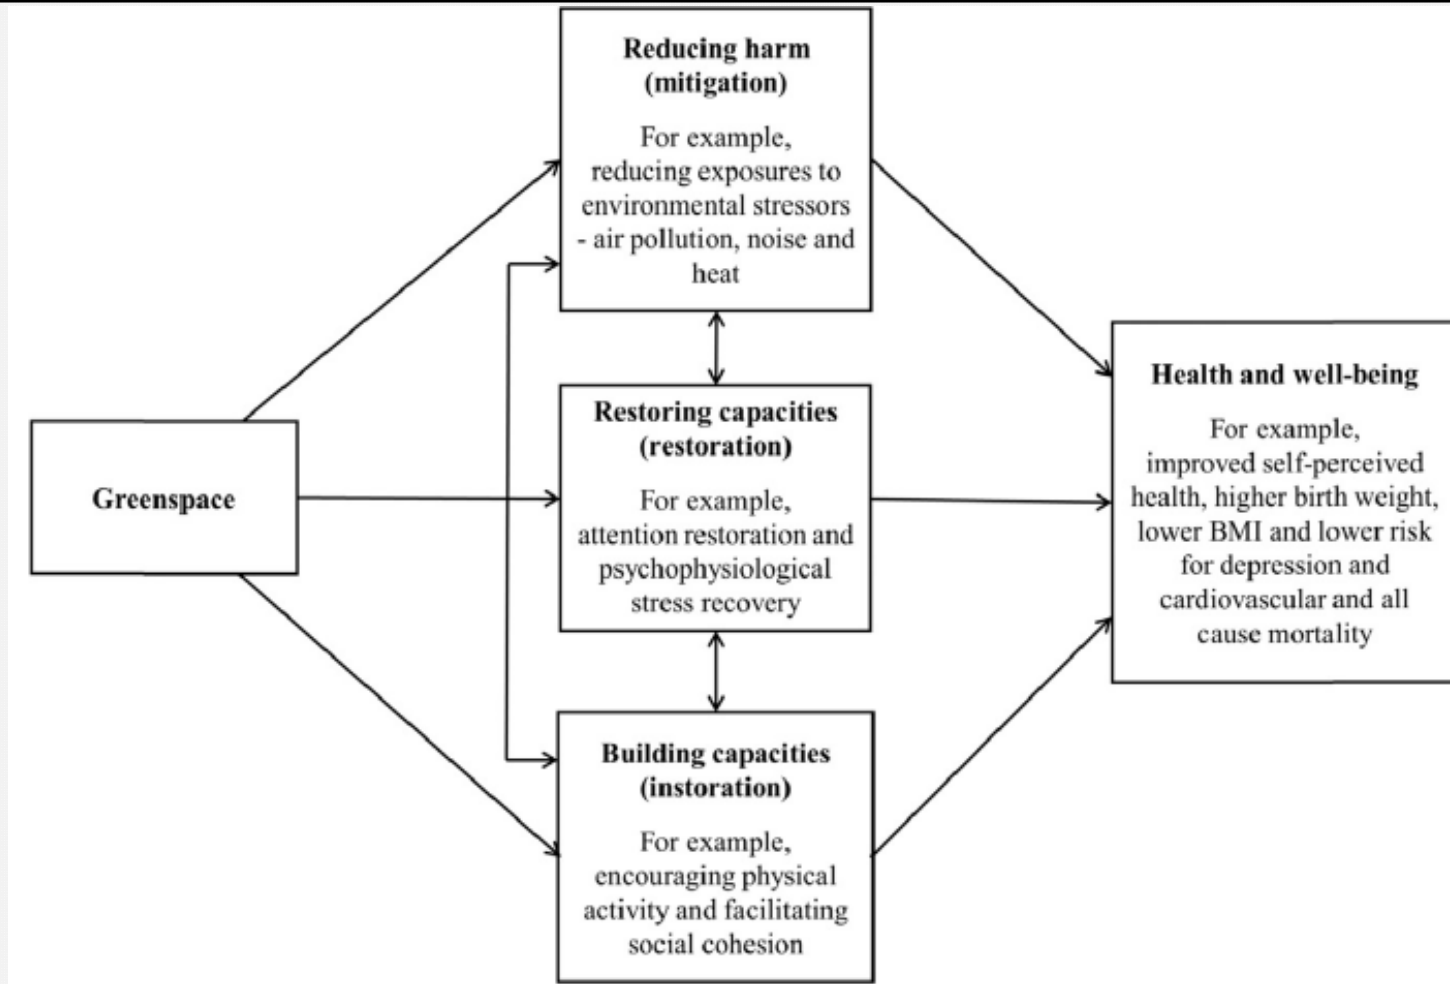 Reducing harm
(mitigation)
For example,
reducing exposures to
environmental stressors
- air pollution, noise and
heat
Greenspace
Restoring capacities
(restoration)
For example,
attention restoration and
psychophysiological
stress recovery
Building capacities
(instoration)
For example,
encouraging physical
activity and facilitating
social cohesion
Health and well-being
For example,
improved self-perceived
health, higher birth weight,
lower BMI and lower risk
for depression and
cardiovascular and all
cause mortality